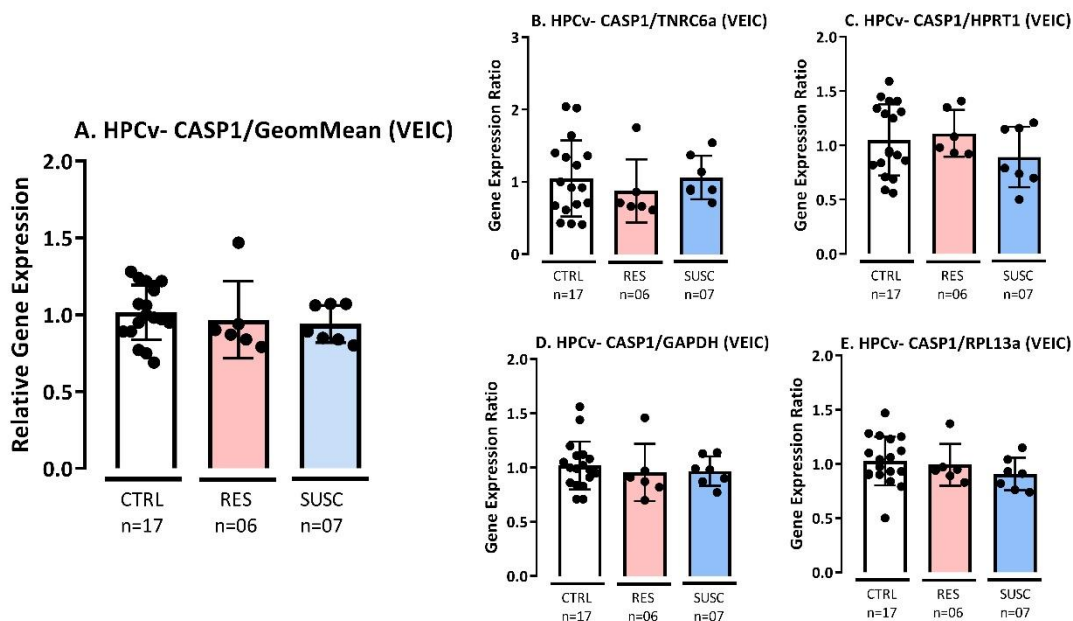 A. HPCv- CASP1/GeomMean (VEIC)
Relative Gene Expression
2.0
1.5
1.0
0.5
0.0
CTRL RES SUSC
n=17 n=06 n=07
B. HPCv- CASP1/TNRC6a (VEIC)
Gene Expression Ratio
3
2
1
0
CTRL RES SUSC
n=17 n=06 n=07
C. HPCv- CASP1/HPRT1 (VEIC)
Gene Expression Ratio
2.0
1.5
1.0
0.5
0.0
CTRL RES SUSC
n=17 n=06 n=07
D. HPCv- CASP1/GAPDH (VEIC)
Gene Expression Ratio
2.0
1.5
1.0
0.5
0.0
CTRL RES SUSC
n=17 n=06 n=07
E. HPCv- CASP1/RPL13a (VEIC)
Gene Expression Ratio
2.0
1.5
1.0
0.5
0.0
CTRL RES SUSC
n=17 n=06 n=07